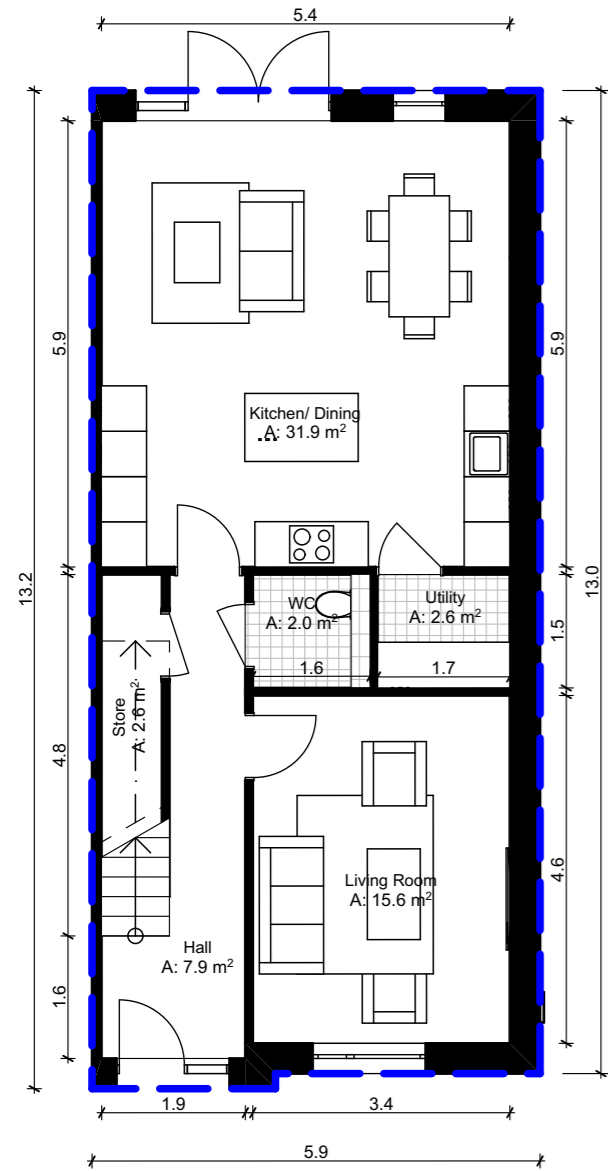 5.4
5.9
5.9
Kitchen/ Dining
A: 31.9 m²
13.2
13.0
WC
A: 2.0 m²
Utility
A: 2.6 m²
1.5
1.6
1.7
Store
A: 2.6 m²
4.8
4.6
Living Room
A: 15.6 m²
Hall
A: 7.9 m²
1.6
1.9
3.4
5.9